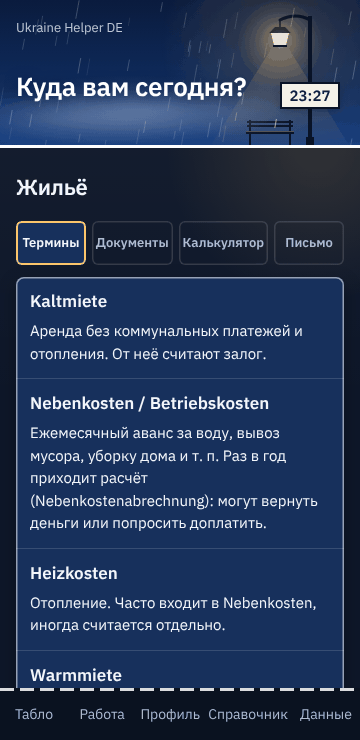 Ukraine Helper DE
Куда вам сегодня?
23:27
Жильё
Термины
Документы
Калькулятор
Письмо
Kaltmiete
Аренда без коммунальных платежей и
отопления. От неё считают залог.
Nebenkosten / Betriebskosten
Ежемесячный аванс за воду, вывоз
мусора, уборку дома и т. п. Раз в год
приходит расчёт
(Nebenkostenabrechnung): могут вернуть
деньги или попросить доплатить.
Heizkosten
Отопление. Часто входит в Nebenkosten,
иногда считается отдельно.
Warmmiete
Табло
Работа
Профиль
Справочник
Данные